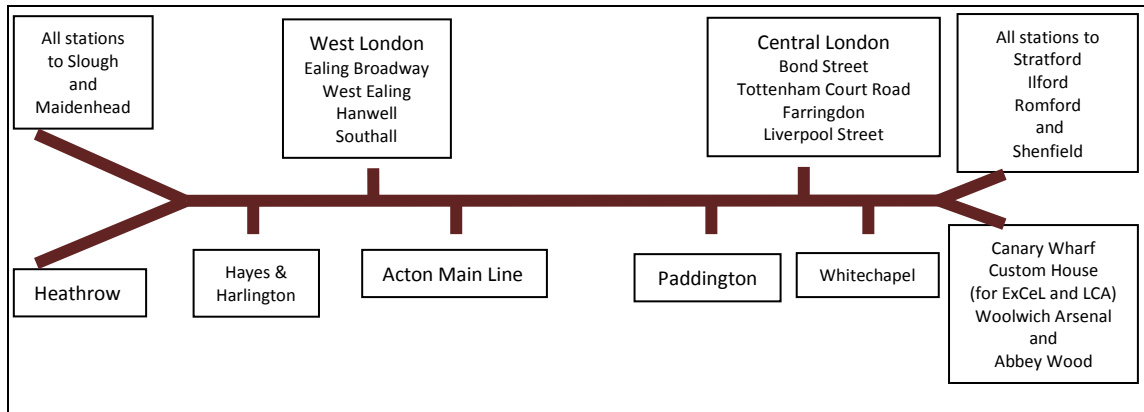 All stations
to Slough
and
Maidenhead
West London
Ealing Broadway
West Ealing
Hanwell
Southall
Central London
Bond Street
Tottenham Court Road
Farringdon
Liverpool Street
All stations to
Stratford
Ilford
Romford
and
Shenfield
Heathrow
Hayes &
Harlington
Acton Main Line
Paddington
Whitechapel
Canary Wharf
Custom House
(for ExCeL and LCA)
Woolwich Arsenal
and
Abbey Wood